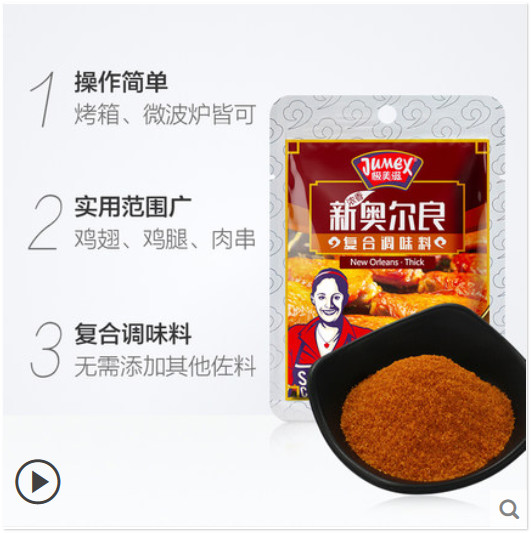 1
操作简单
烤箱、微波炉皆可
2
实用范围广
鸡翅、鸡腿、肉串
3
复合调味料
无需添加其他佐料
JUMEX
极美滋
浓香
新奥尔良
复合调味料
New Orleans · Thick